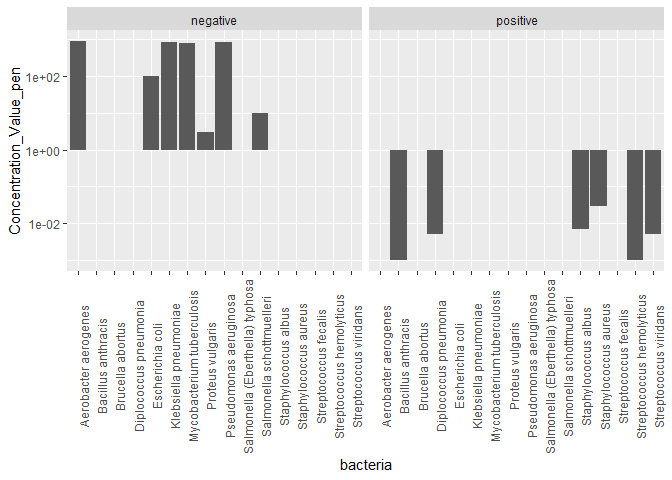 negative
positive
Concentration_Value_pen
1e+02
1e+00
1e-02
Aerobacter aerogenes
Bacillus anthracis
Brucella abortus
Diplococcus pneumonia
Escherichia coli
Klebsiella pneumoniae
Mycobacterium tuberculosis
Proteus vulgaris
Pseudomonas aeruginosa
Salmonella (Eberthella) typhosa
Salmonella schottmuelleri
Staphylococcus albus
Staphylococcus aureus
Streptococcus fecalis
Streptococcus hemolyticus
Streptococcus viridans
Aerobacter aerogenes
Bacillus anthracis
Brucella abortus
Diplococcus pneumonia
Escherichia coli
Klebsiella pneumoniae
Mycobacterium tuberculosis
Proteus vulgaris
Pseudomonas aeruginosa
Salmonella (Eberthella) typhosa
Salmonella schottmuelleri
Staphylococcus albus
Staphylococcus aureus
Streptococcus fecalis
Streptococcus hemolyticus
Streptococcus viridans
bacteria